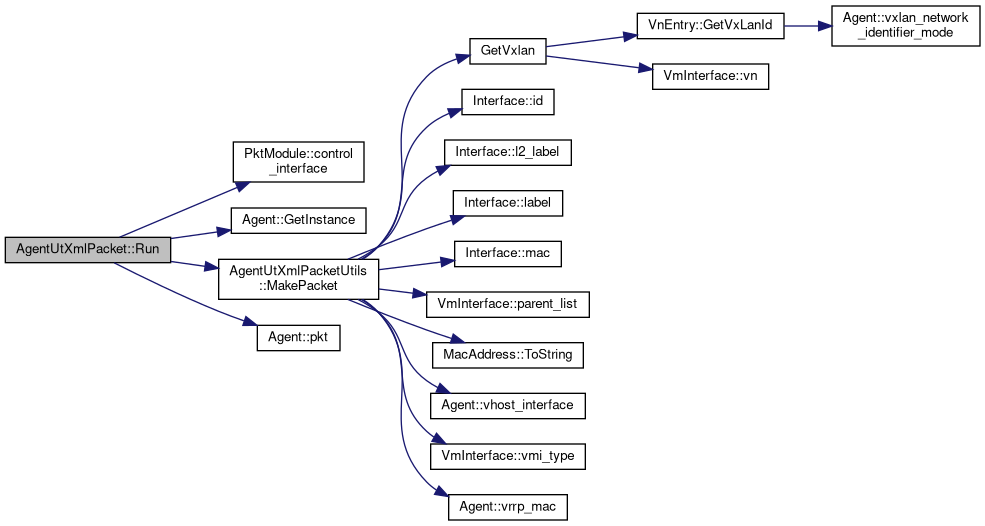 AgentUtXmlPacket::Run
PktModule::control
_interface
Agent::GetInstance
AgentUtXmlPacketUtils
::MakePacket
Agent::pkt
GetVxlan
Interface::id
Interface::l2_label
Interface::label
Interface::mac
VmInterface::parent_list
MacAddress::ToString
Agent::vhost_interface
VmInterface::vmi_type
Agent::vrrp_mac
VnEntry::GetVxLanId
VmInterface::vn
Agent::vxlan_network
_identifier_mode